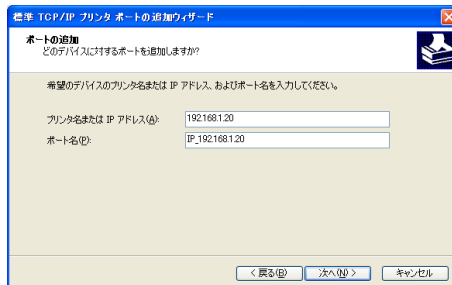 標準 TCP/IP プリンタ ポートの追加ウィザード
ポートの追加
どのデバイスに対するポートを追加しますか?
希望のデバイスのプリンタ名または IP アドレス、およびポート名を入力してください。
プリンタ名または IP アドレス(A): 192.168.1.20
ポート名(P): IP_192.168.1.20
< 戻る(B) 次へ(N) > キャンセル